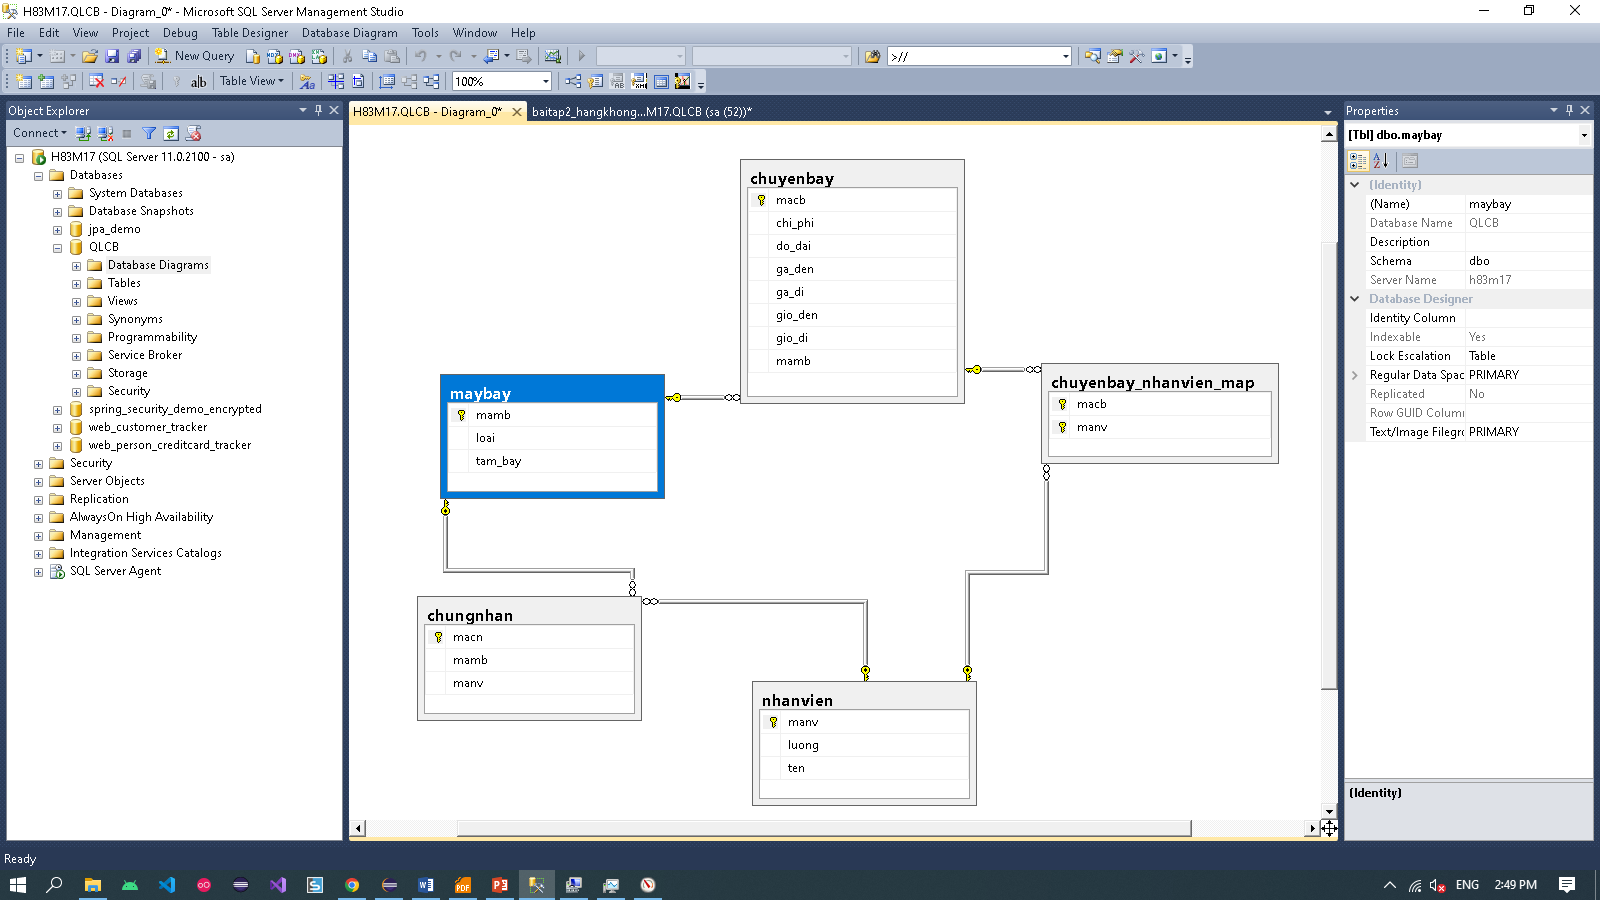 H83M17.QLCB - Diagram_0* - Microsoft SQL Server Management Studio
File Edit View Project Debug Table Designer Database Diagram Tools Window Help
New Query >//
ab| Table View 100%
Object Explorer
Connect
H83M17 (SQL Server 11.0.2100 - sa)
Databases
System Databases
Database Snapshots
jpa_demo
QLCB
Database Diagrams
Tables
Views
Synonyms
Programmability
Service Broker
Storage
Security
spring_security_demo_encrypted
web_customer_tracker
web_person_creditcard_tracker
Security
Server Objects
Replication
AlwaysOn High Availability
Management
Integration Services Catalogs
SQL Server Agent
H83M17.QLCB - Diagram_0* baitap2_hangkhong...M17.QLCB (sa (52))*
chuyenbay
macb
chi_phi
do_dai
ga_den
ga_di
gio_den
gio_di
mamb
maybay
mamb
loai
tam_bay
chuyenbay_nhanvien_map
macb
manv
chungnhan
macn
mamb
manv
nhanvien
manv
luong
ten
Properties
[Tbl] dbo.maybay
(Identity)
(Name) maybay
Database Name QLCB
Description
Schema dbo
Server Name h83m17
Database Designer
Identity Column
Indexable Yes
Lock Escalation Table
Regular Data Spac PRIMARY
Replicated No
Row GUID Column
Text/Image Filegro PRIMARY
(Identity)
Ready
ENG 2:49 PM